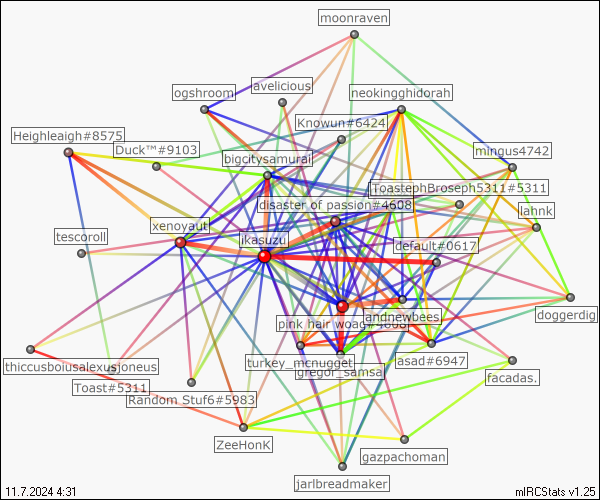 moonraven
avelicious
ogshroom
neokingghidorah
Knowun#6424
Heighleaigh#8575
Duck™#9103
bigcitysamurai
mingus4742
ToastephBroseph5311#5311
disaster of passion#4608
lahnk
xenoyaut
tescoroll
ikasuzu
default#0617
doggerdig
andnewbees
pink hair woag#4608
thiccusboiusalexusjoneus
turkey_mcnugget
asad#6947
gregor_samsa
facadas.
Toast#5311
Random Stuf6#5983
ZeeHonK
gazpachoman
jarlbreadmaker
11.7.2024 4:31
mIRCStats v1.25